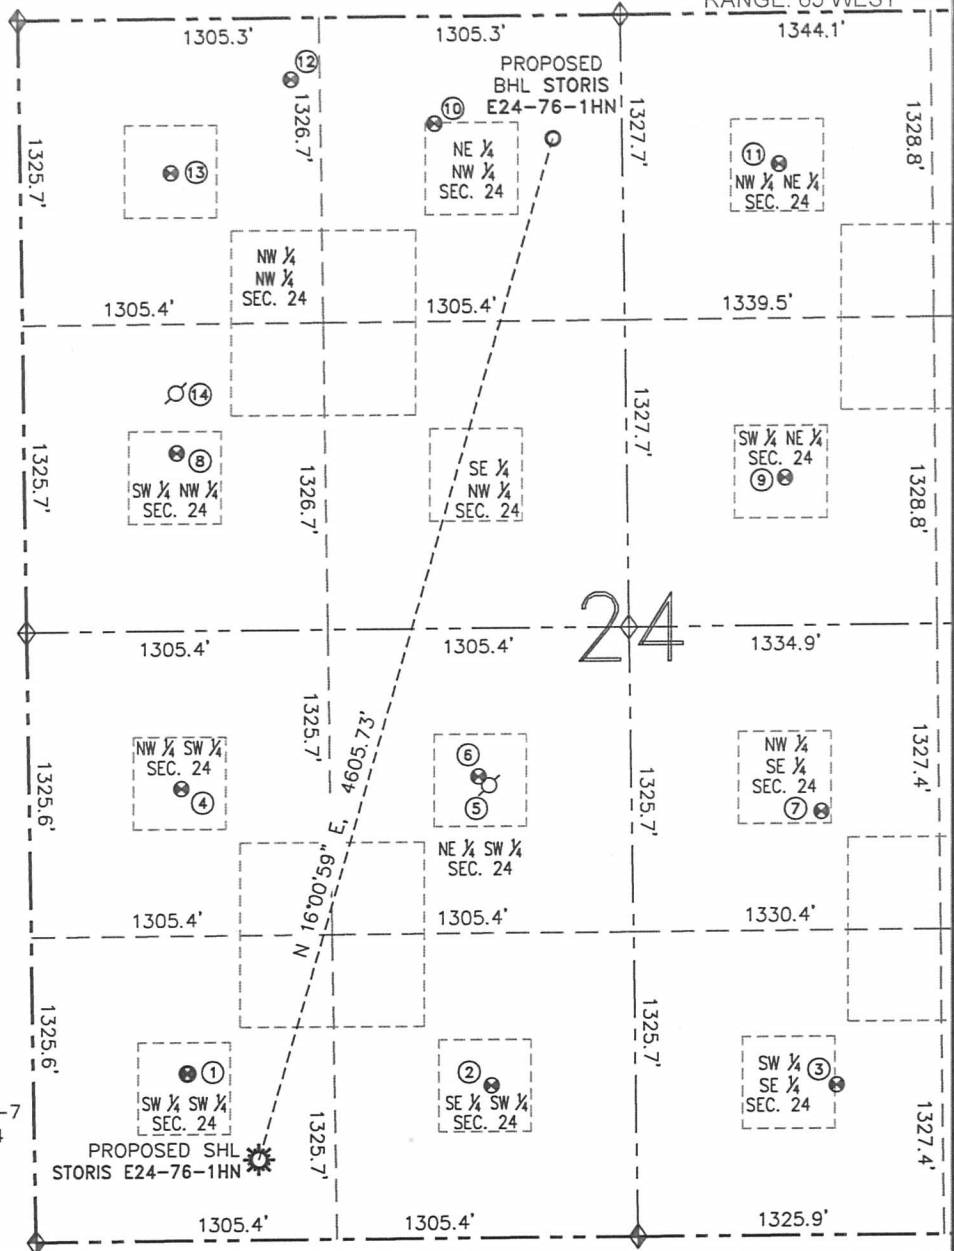 RANGE: 65 WEST
1305.3'
1305.3'
1344.1'
12
PROPOSED
BHL STORIS
E24-76-1HN
10
1326.7'
1327.7'
1328.8'
1325.7'
13
NE ¼
NW ¼
SEC. 24
11
NW ¼ NE ¼
SEC. 24
NW ¼
NW ¼
SEC. 24
1305.4'
1305.4'
1339.5'
14
1325.7'
1326.7'
1327.7'
1328.8'
8
SW ¼ NW ¼
SEC. 24
SE ¼
NW ¼
SEC. 24
SW ¼ NE ¼
SEC. 24
9
24
1305.4'
1305.4'
1334.9'
1325.6'
1325.7'
1325.7'
1327.4'
NW ¼ SW ¼
SEC. 24
4
6
5
NE ¼ SW ¼
SEC. 24
NW ¼
SE ¼
SEC. 24
7
N 16°00'59" E, 4605.73'
1305.4'
1305.4'
1330.4'
1325.6'
1325.7'
1325.7'
1327.4'
1
SW ¼ SW ¼
SEC. 24
2
SE ¼ SW ¼
SEC. 24
SW ¼
SE ¼
SEC. 24
3
-7
PROPOSED SHL
STORIS E24-76-1HN
1305.4'
1305.4'
1325.9'